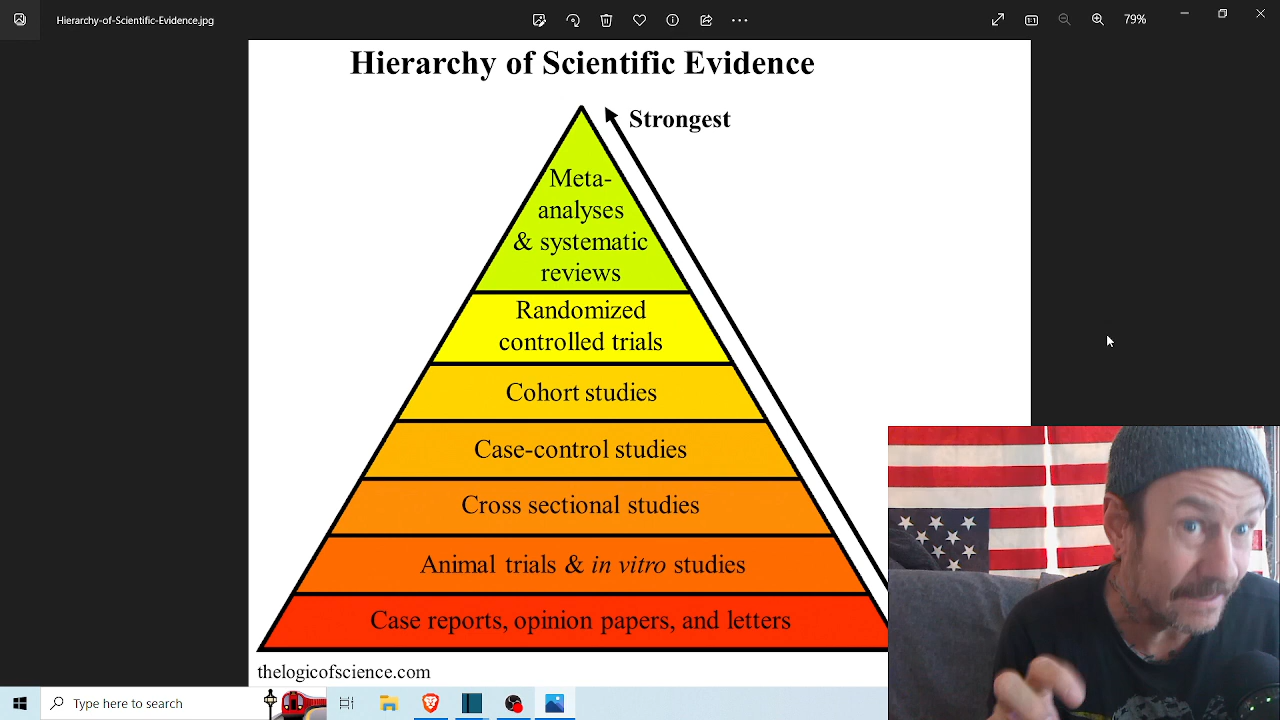 Hierarchy-of-Scientific-Evidence.jpg
79%
Hierarchy of Scientific Evidence
Strongest
Meta-
analyses
& systematic
reviews
Randomized
controlled trials
Cohort studies
Case-control studies
Cross sectional studies
Animal trials & in vitro studies
Case reports, opinion papers, and letters
thelogicofscience.com
Type here to search